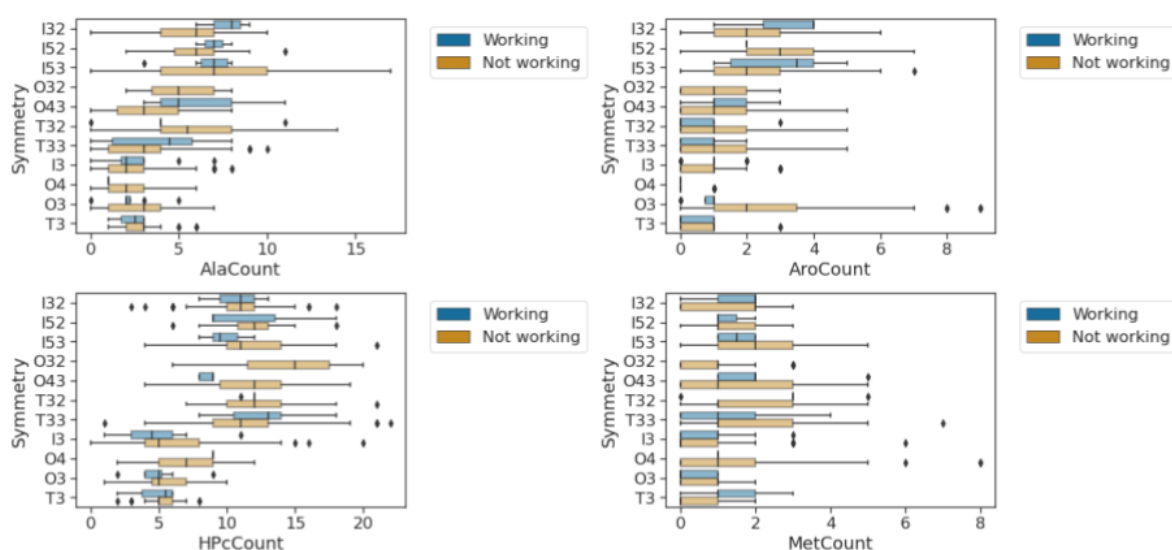 Symmetry
I32
I52
I53
O32
O43
T32
T33
I3
O4
O3
T3
0 5 10 15
AlaCount
Working
Not working
Symmetry
I32
I52
I53
O32
O43
T32
T33
I3
O4
O3
T3
0 2 4 6 8
AroCount
Working
Not working
Symmetry
I32
I52
I53
O32
O43
T32
T33
I3
O4
O3
T3
0 5 10 15 20
HPcCount
Working
Not working
Symmetry
I32
I52
I53
O32
O43
T32
T33
I3
O4
O3
T3
0 2 4 6 8
MetCount
Working
Not working